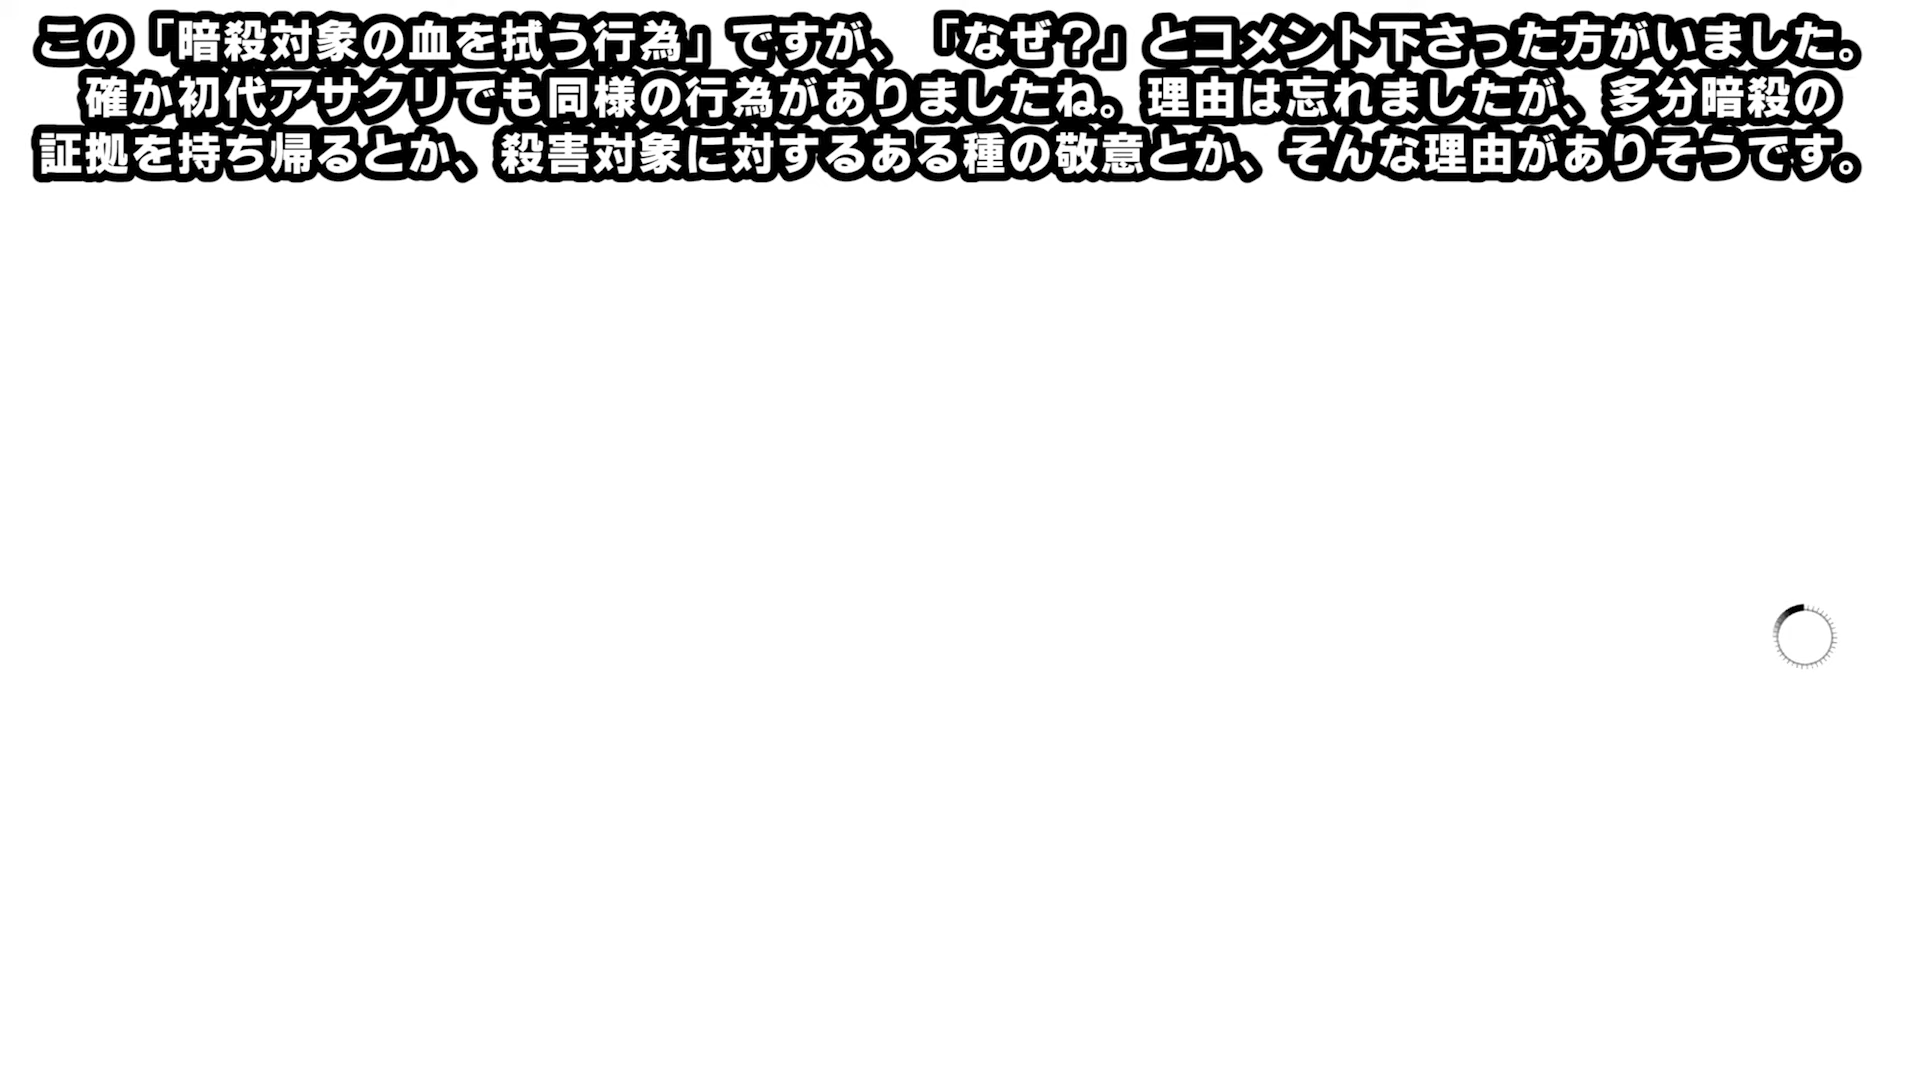 この「暗殺対象の血を拭う行為」ですが、「なぜ？」とコメント下さった方がいました。
確か初代アサクリでも同様の行為がありましたね。理由は忘れましたが、多分暗殺の
証拠を持ち帰るとか、殺害対象に対するある種の敬意とか、そんな理由がありそうです。